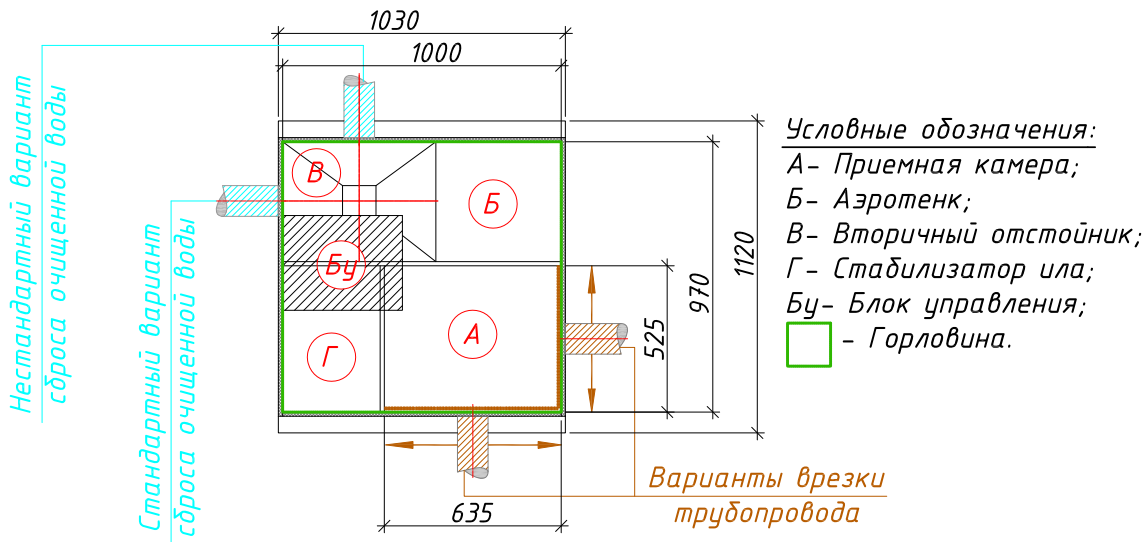 1030
1000
Нестандартный вариант
сброса очищенной воды
Стандартный вариант
сброса очищенной воды
В
Б
Бу
А
Г
525
970
1120
635
Варианты врезки
трубопровода
Условные обозначения:
А- Приемная камера;
Б- Аэротенк;
В- Вторичный отстойник;
Г- Стабилизатор ила;
Бу- Блок управления;
- Горловина.